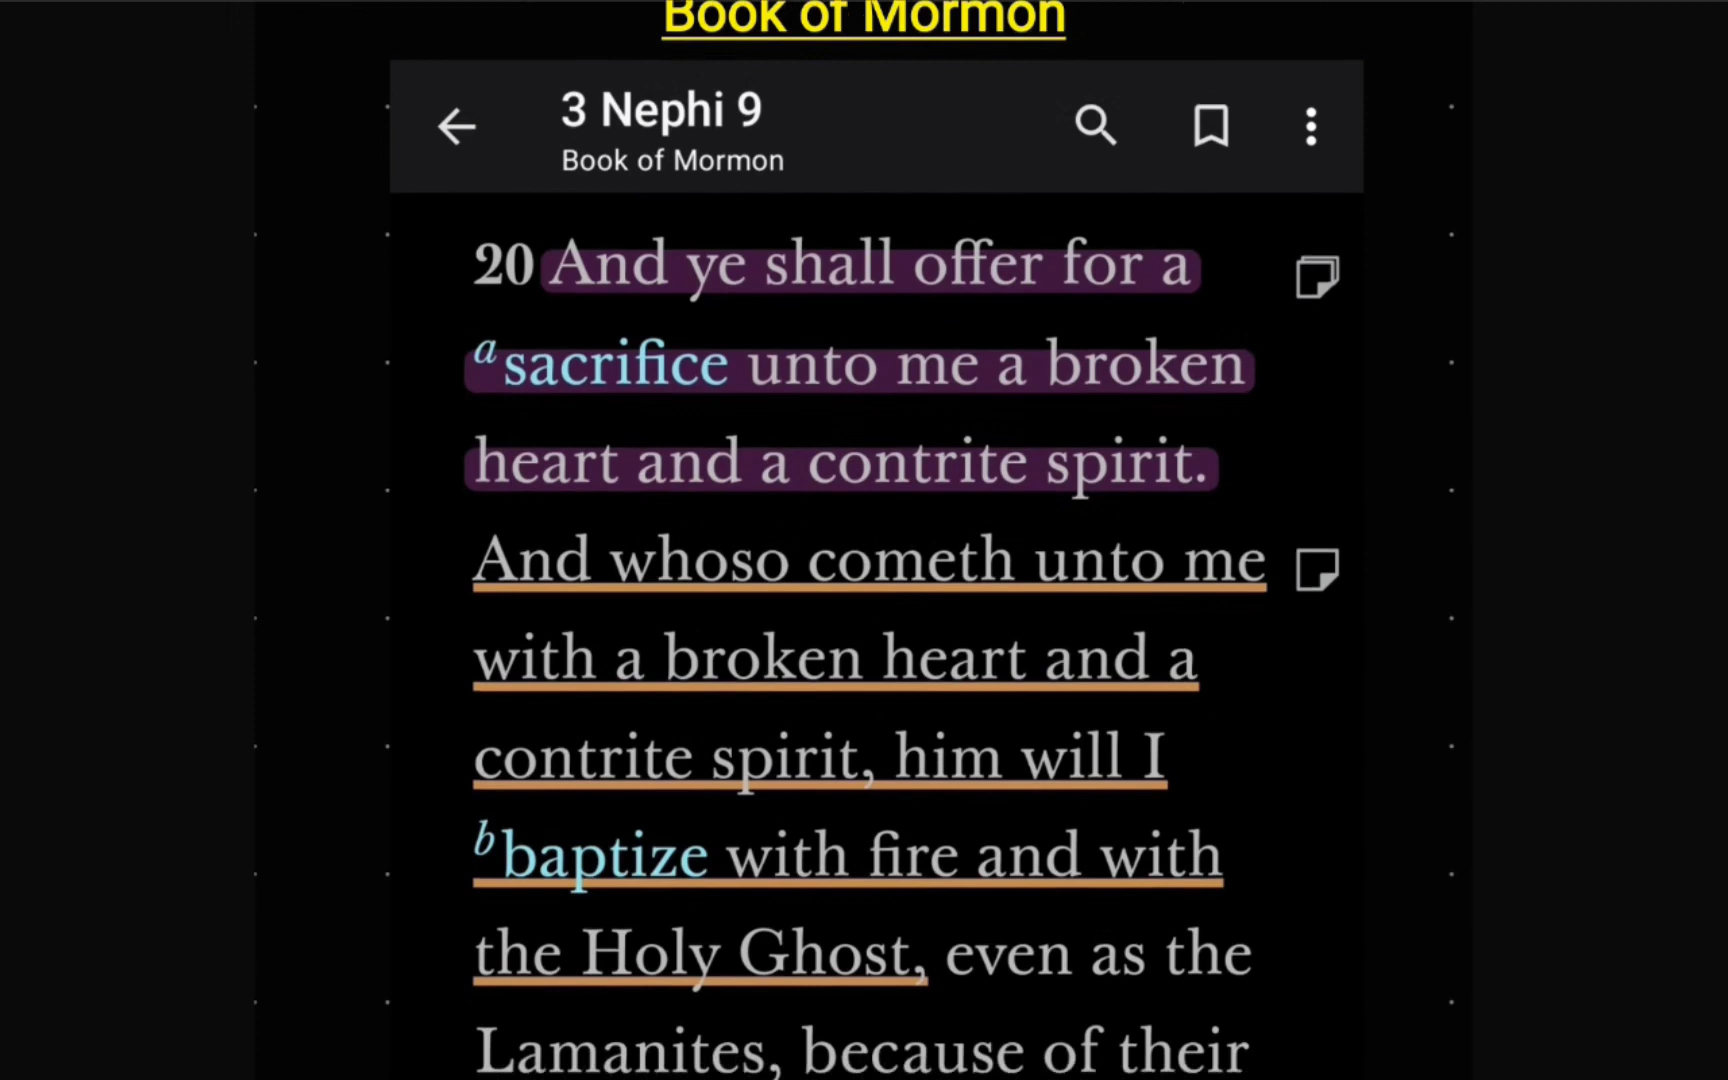 Book of Mormon
3 Nephi 9
Book of Mormon
20 And ye shall offer for a
a sacrifice unto me a broken
heart and a contrite spirit.
And whoso cometh unto me
with a broken heart and a
contrite spirit, him will I
b baptize with fire and with
the Holy Ghost, even as the
Lamanites, because of their